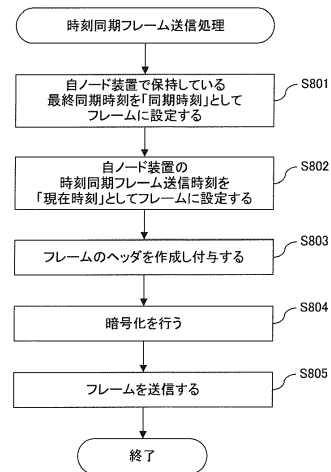 時刻同期フレーム送信処理
自ノード装置で保持している
最終同期時刻を「同期時刻」として
フレームに設定する
S801
自ノード装置の
時刻同期フレーム送信時刻を
「現在時刻」としてフレームに設定する
S802
フレームのヘッダを作成し付与する
S803
暗号化を行う
S804
フレームを送信する
S805
終了